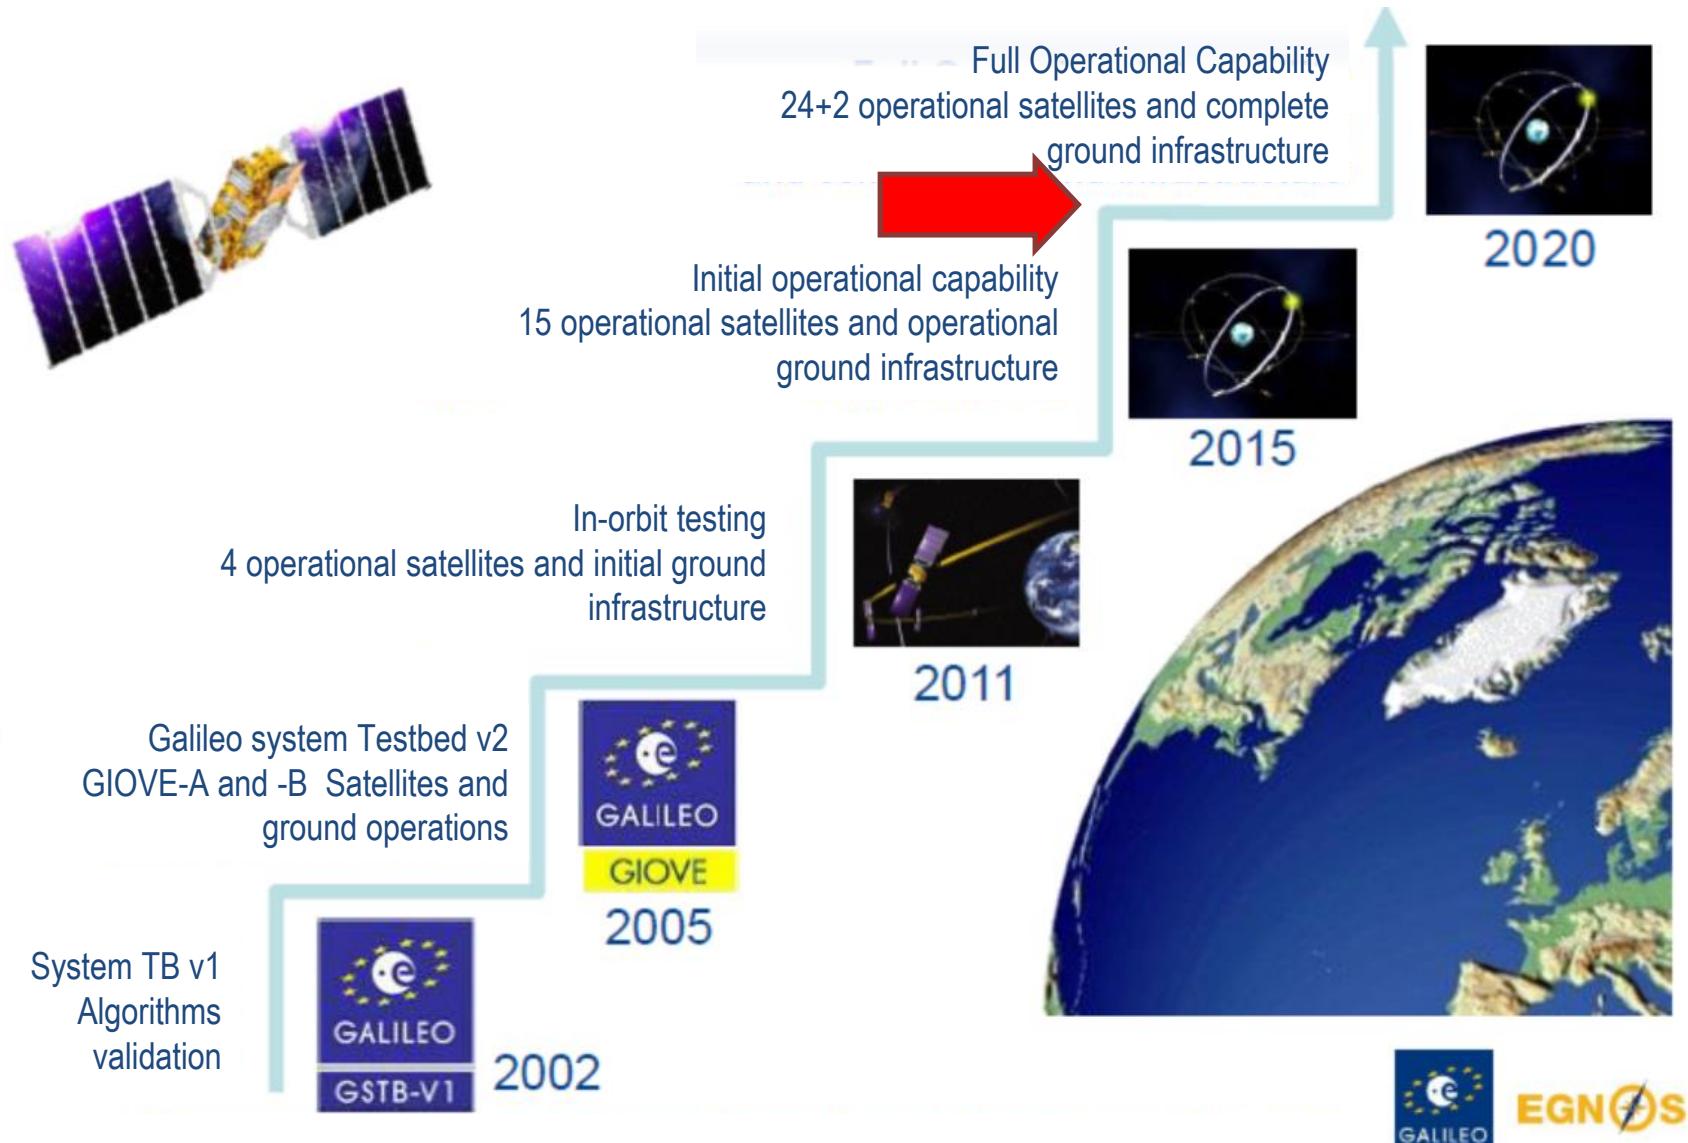 Full Operational Capability
24+2 operational satellites and complete
ground infrastructure
2020
Initial operational capability
15 operational satellites and operational
ground infrastructure
2015
In-orbit testing
4 operational satellites and initial ground
infrastructure
2011
Galileo system Testbed v2
GIOVE-A and -B Satellites and
ground operations
e
GALILEO
GIOVE
2005
System TB v1
Algorithms
validation
e
GALILEO
GSTB-V1
2002
e
GALILEO
EGNOS